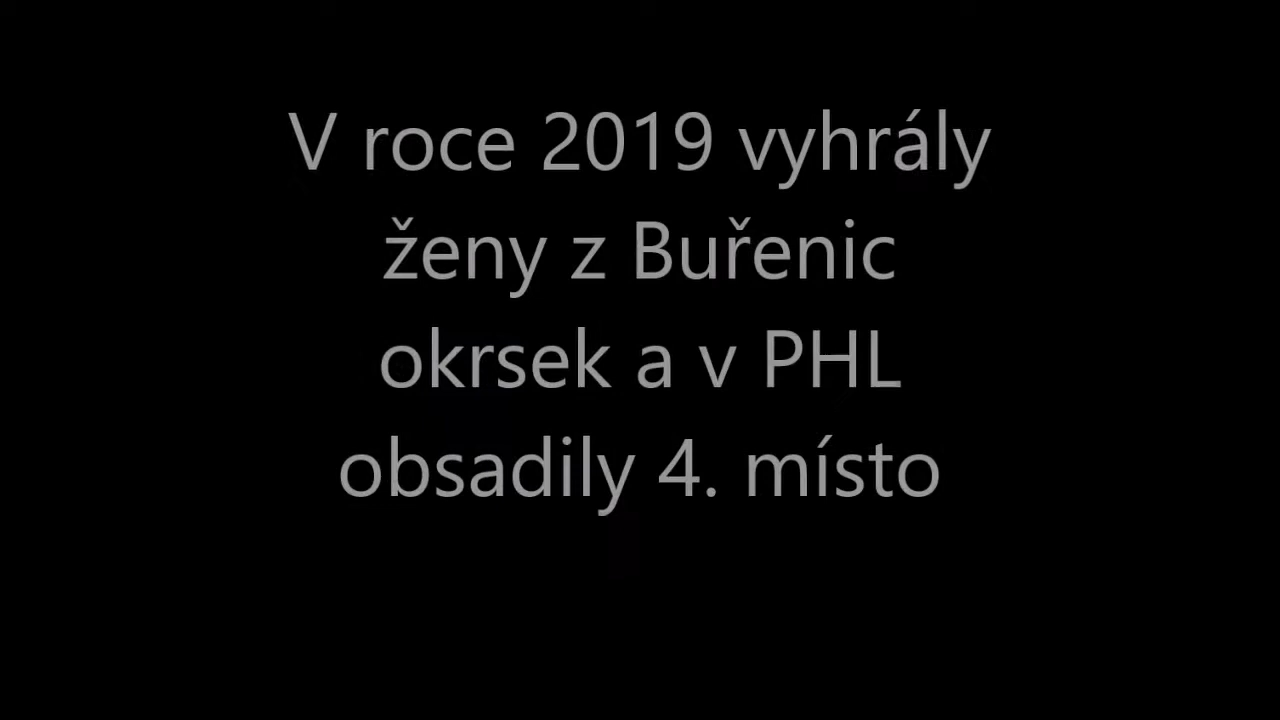 V roce 2019 vyhrály
ženy z Buřenic
okrsek a v PHL
obsadily 4. místo